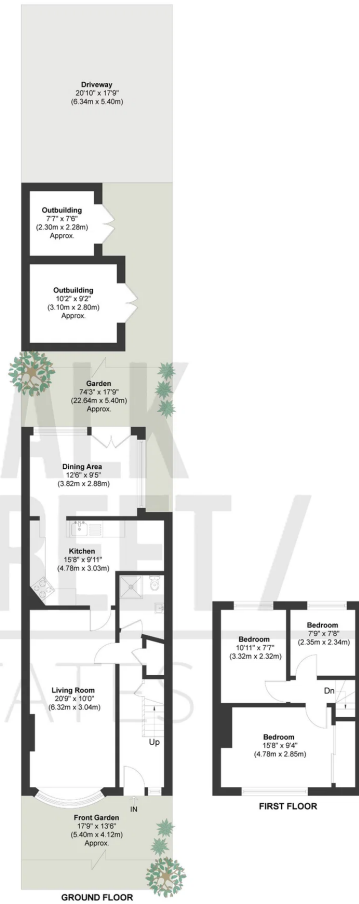 Driveway
20'10" x 17'9"
(6.34m x 5.40m)
Outbuilding
7'7" x 7'6"
(2.30m x 2.28m)
Approx.
Outbuilding
10'2" x 9'2"
(3.10m x 2.80m)
Approx.
Garden
74'3" x 17'9"
(22.64m x 5.40m)
Approx.
Dining Area
12'6" x 9'5"
(3.82m x 2.88m)
Kitchen
15'8" x 9'11"
(4.78m x 3.03m)
Living Room
20'9" x 10'0"
(6.32m x 3.04m)
Up
IN
Front Garden
17'9" x 13'6"
(5.40m x 4.12m)
Approx.
GROUND FLOOR
Bedroom
10'11" x 7'7"
(3.32m x 2.32m)
Bedroom
7'9" x 7'8"
(2.35m x 2.34m)
Dn
Bedroom
15'8" x 9'4"
(4.78m x 2.85m)
FIRST FLOOR